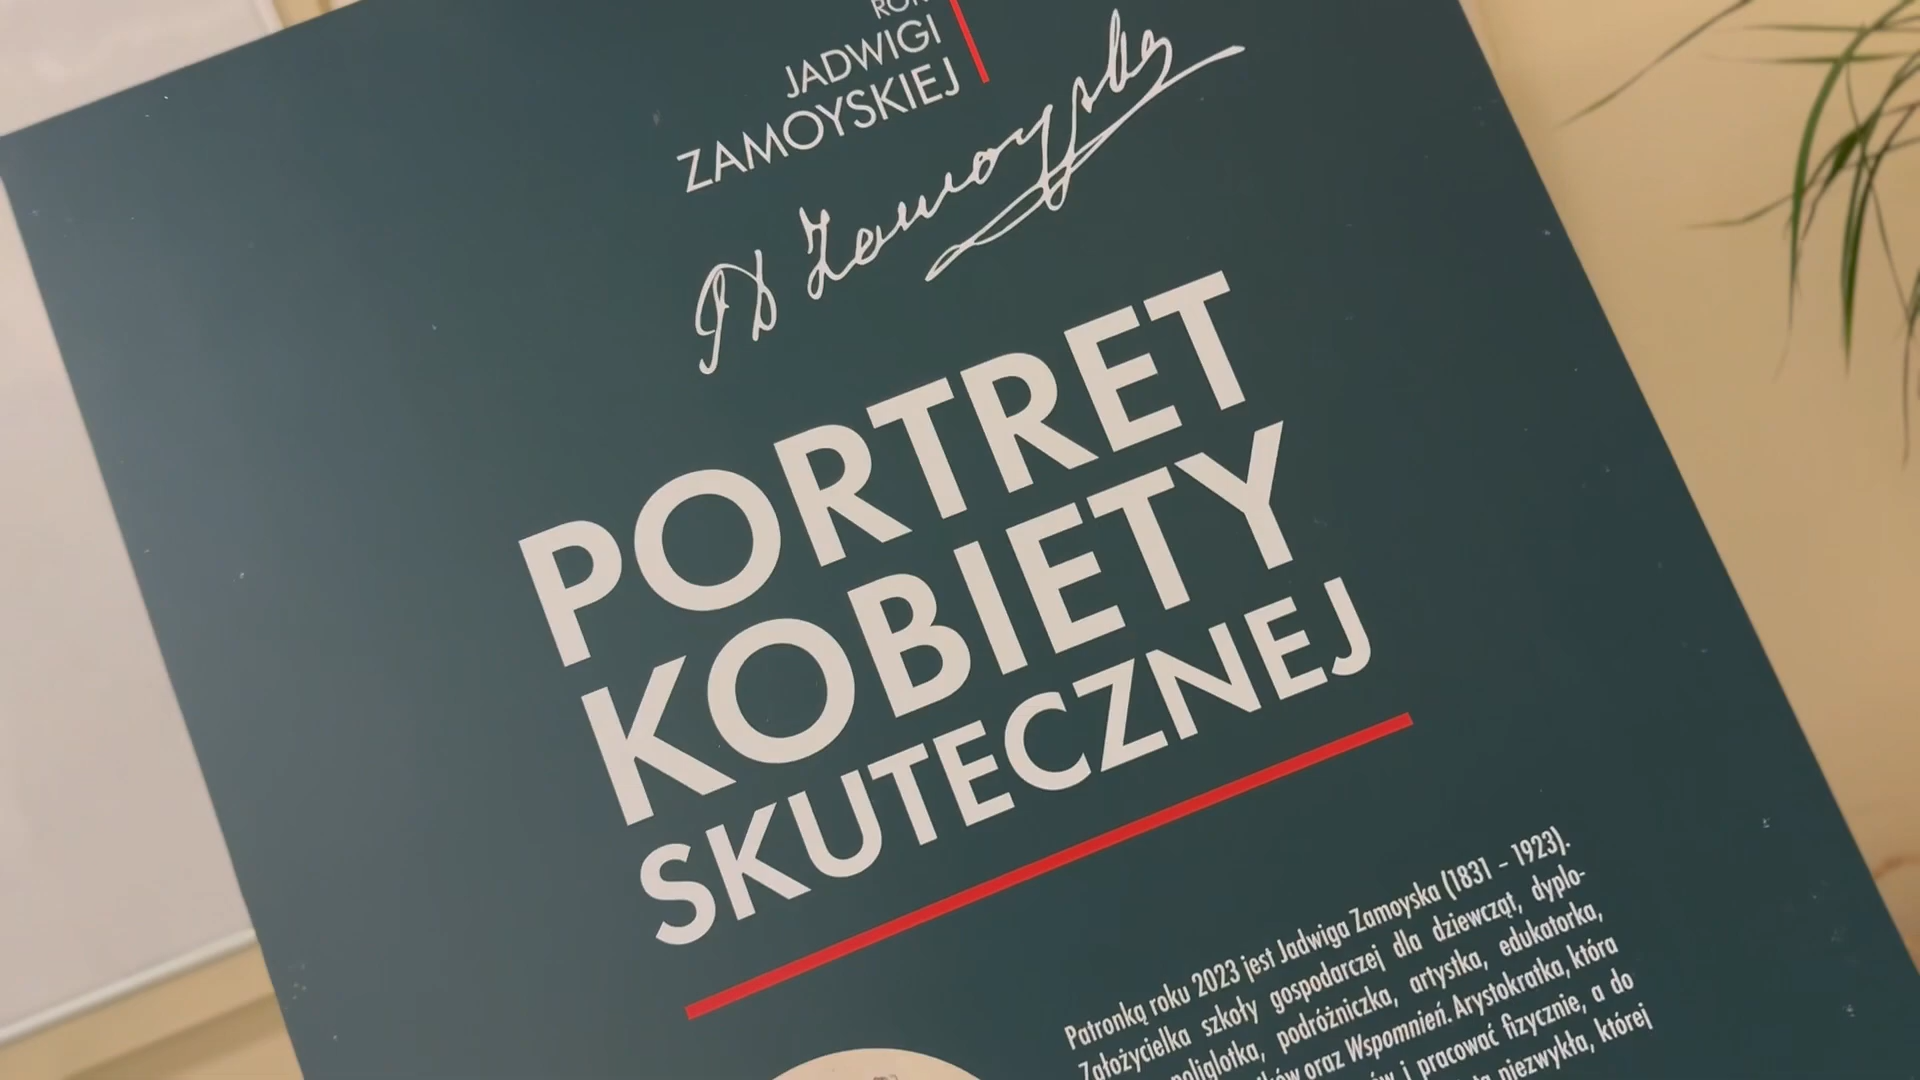 ROK
JADWIGI
ZAMOYSKIEJ
Zamoyska
PORTRET
KOBIETY
SKUTECZNEJ
Patronką roku 2023 jest Jadwiga Zamoyska (1831 – 1923).
Założycielka szkoły gospodarczej dla dziewcząt, dyplo-
poliglotka, podróżniczka, artystka, edukatorka,
oraz Wspomnień. Arystokratka, która
i pracować fizycznie, a do
niezwykła, której